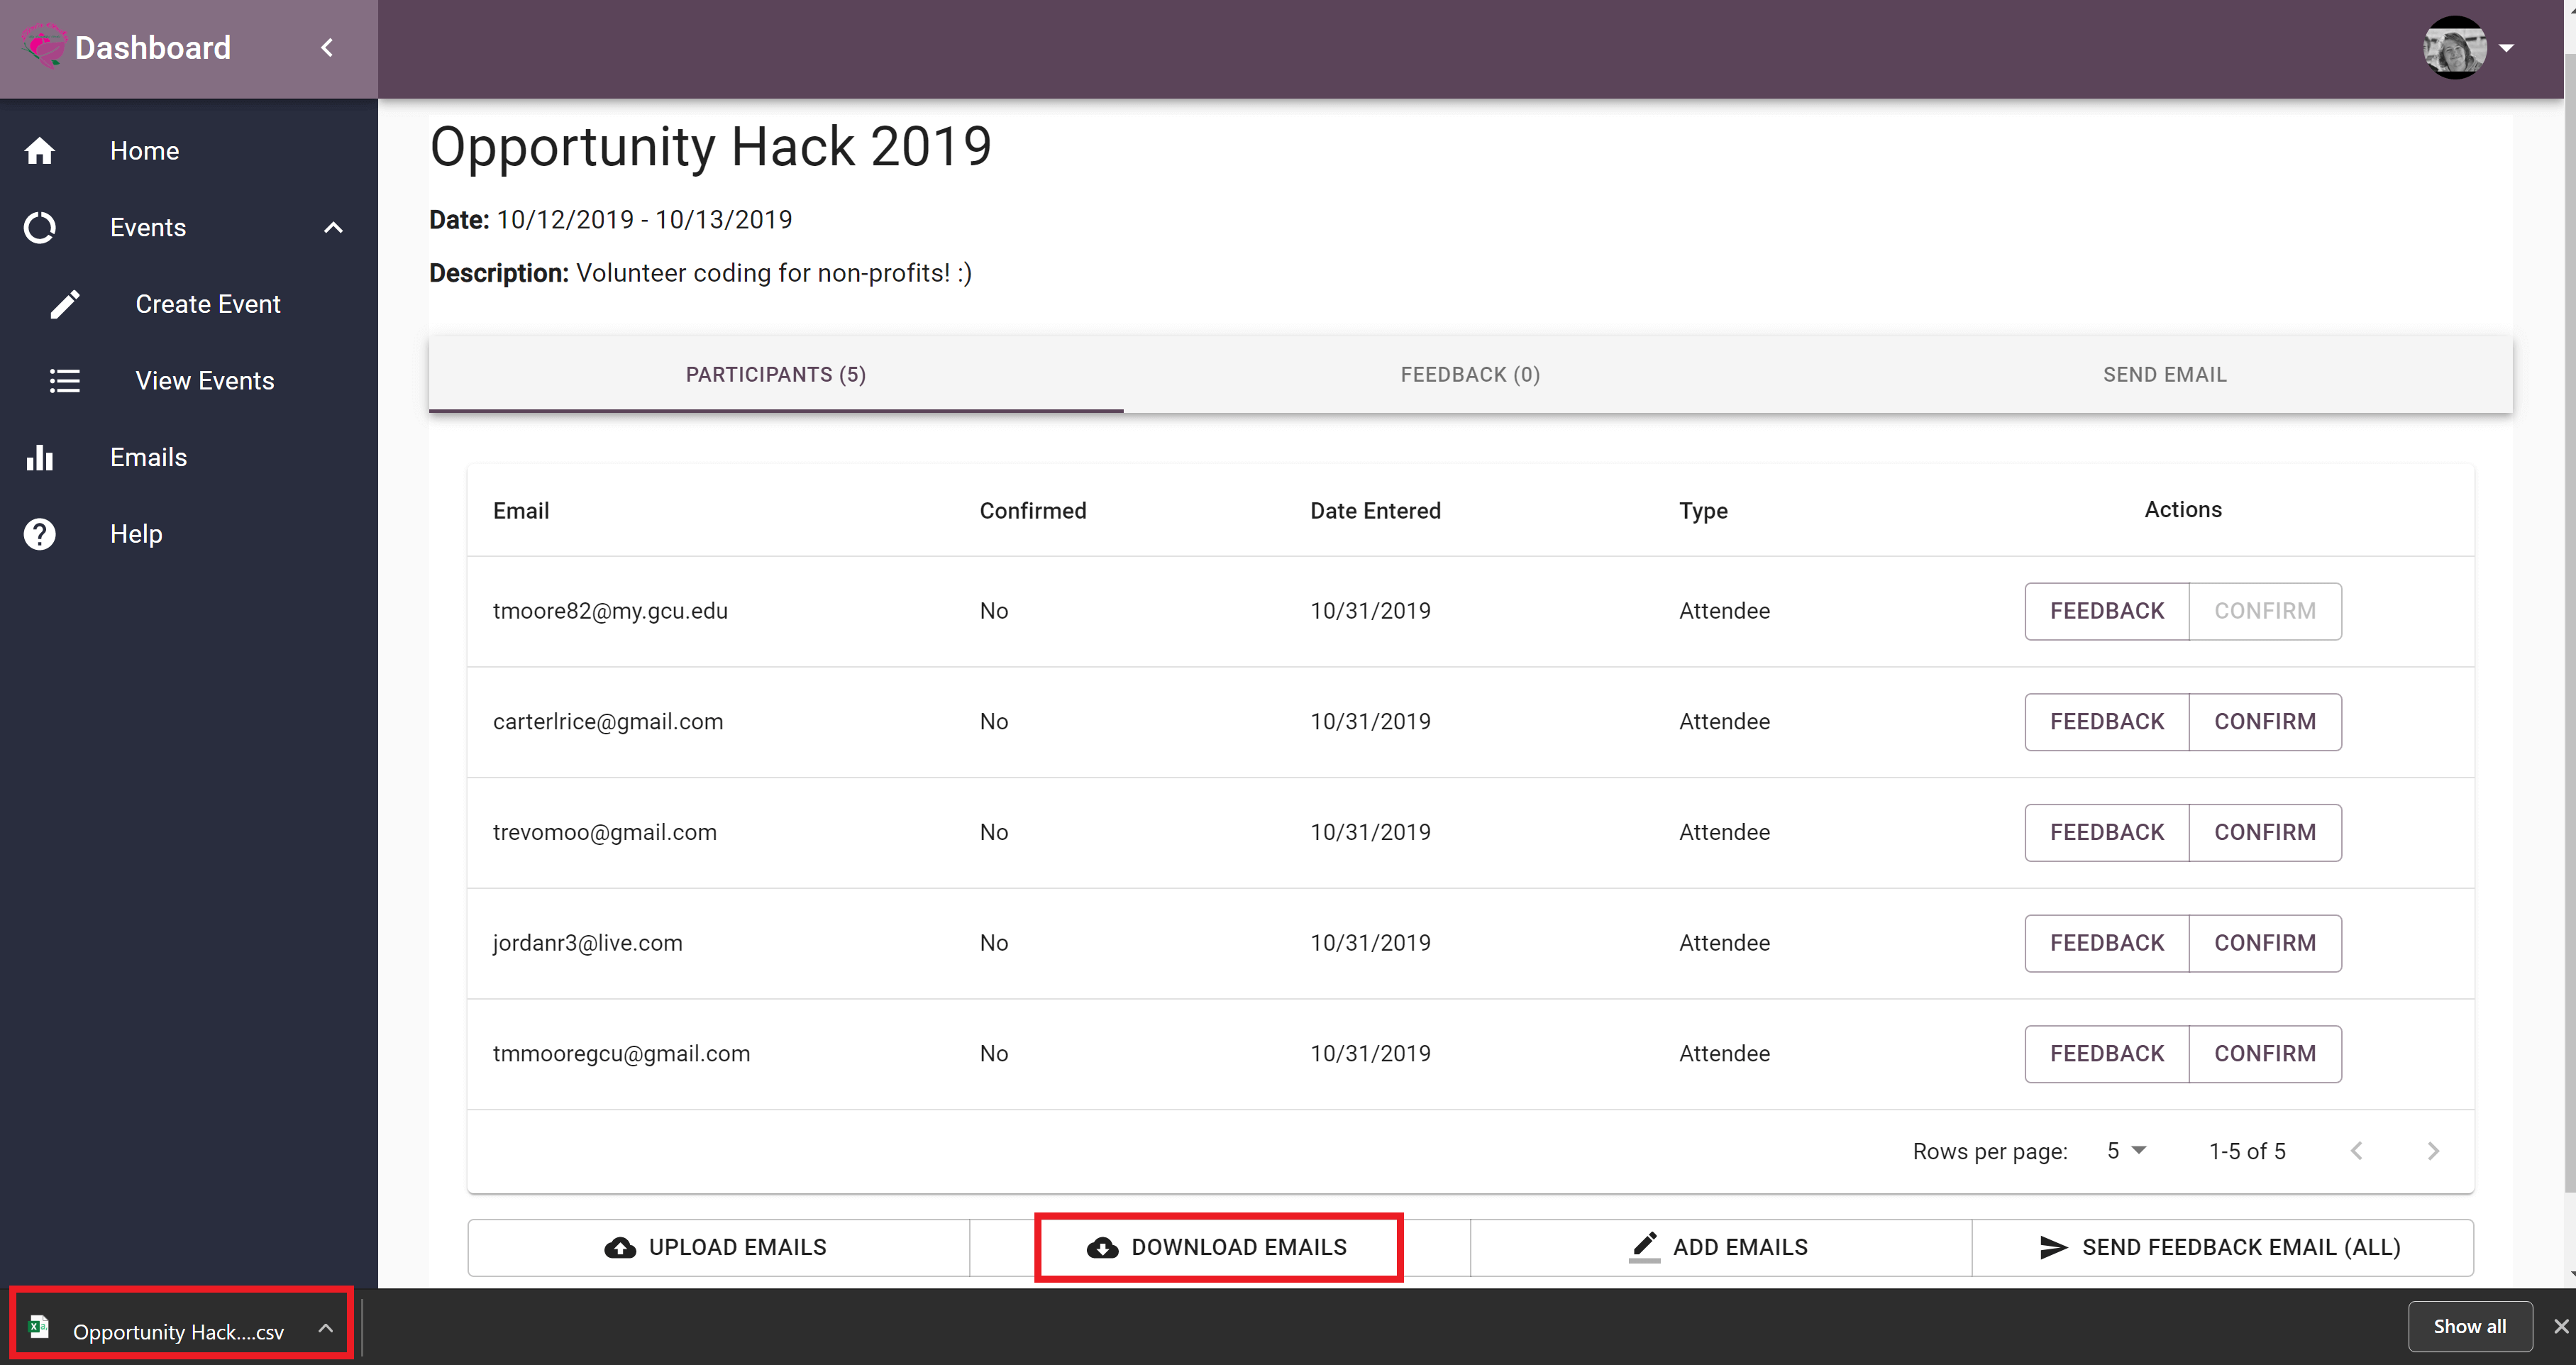 Dashboard
Home
Events
Create Event
View Events
Emails
Help
Opportunity Hack 2019
Date: 10/12/2019 - 10/13/2019
Description: Volunteer coding for non-profits! :)
PARTICIPANTS (5) FEEDBACK (0) SEND EMAIL
Email Confirmed Date Entered Type Actions
tmoore82@my.gcu.edu No 10/31/2019 Attendee FEEDBACK CONFIRM
carterlrice@gmail.com No 10/31/2019 Attendee FEEDBACK CONFIRM
trevomoo@gmail.com No 10/31/2019 Attendee FEEDBACK CONFIRM
jordanr3@live.com No 10/31/2019 Attendee FEEDBACK CONFIRM
tmmooregcu@gmail.com No 10/31/2019 Attendee FEEDBACK CONFIRM
Rows per page: 5 1-5 of 5
UPLOAD EMAILS DOWNLOAD EMAILS ADD EMAILS SEND FEEDBACK EMAIL (ALL)
Opportunity Hack....csv Show all